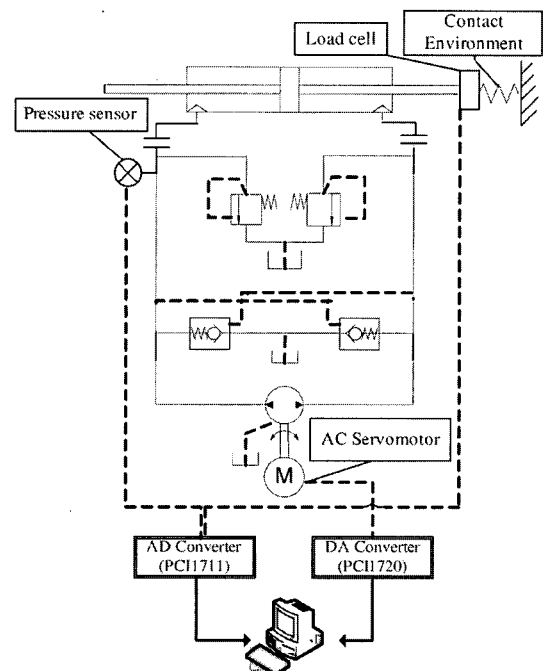 Contact
Environment
Load cell
Pressure sensor
AC Servomotor
M
AD Converter
(PCI1711)
DA Converter
(PCI1720)